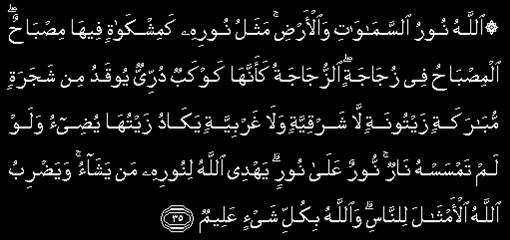 ۞ ٱللَّهُ نُورُ ٱلسَّمَٰوَٰتِ وَٱلْأَرْضِ ۚ مَثَلُ نُورِهِۦ كَمِشْكَوٰةٍ فِيهَا مِصْبَاحٌ ۖ
ٱلْمِصْبَاحُ فِى زُجَاجَةٍ ۖ ٱلزُّجَاجَةُ كَأَنَّهَا كَوْكَبٌ دُرِّىٌّ يُوقَدُ مِن شَجَرَةٍ
مُّبَٰرَكَةٍ زَيْتُونَةٍ لَّا شَرْقِيَّةٍ وَلَا غَرْبِيَّةٍ يَكَادُ زَيْتُهَا يُضِىٓءُ وَلَوْ
لَمْ تَمْسَسْهُ نَارٌ ۚ نُّورٌ عَلَىٰ نُورٍ ۗ يَهْدِى ٱللَّهُ لِنُورِهِۦ مَن يَشَآءُ ۚ وَيَضْرِبُ
ٱللَّهُ ٱلْأَمْثَٰلَ لِلنَّاسِ ۗ وَٱللَّهُ بِكُلِّ شَىْءٍ عَلِيمٌ ٣٥